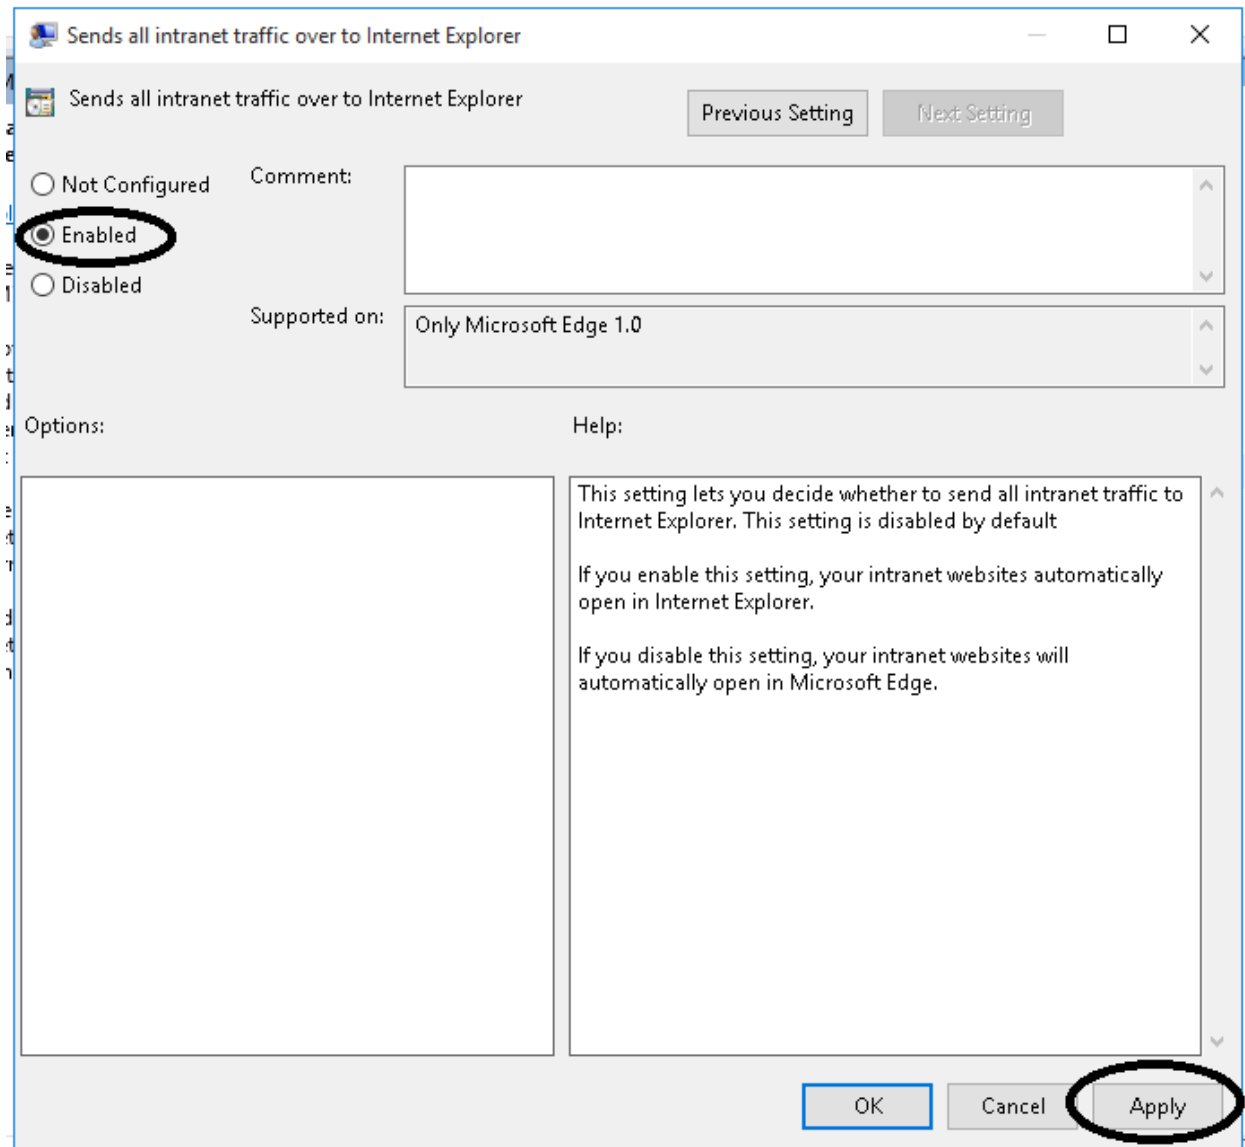 Sends all intranet traffic over to Internet Explorer
Sends all intranet traffic over to Internet Explorer
Previous Setting
Next Setting
Not Configured
Comment:
Enabled
Disabled
Supported on:
Only Microsoft Edge 1.0
Options:
Help:
This setting lets you decide whether to send all intranet traffic to
Internet Explorer. This setting is disabled by default
If you enable this setting, your intranet websites automatically
open in Internet Explorer.
If you disable this setting, your intranet websites will
automatically open in Microsoft Edge.
OK
Cancel
Apply